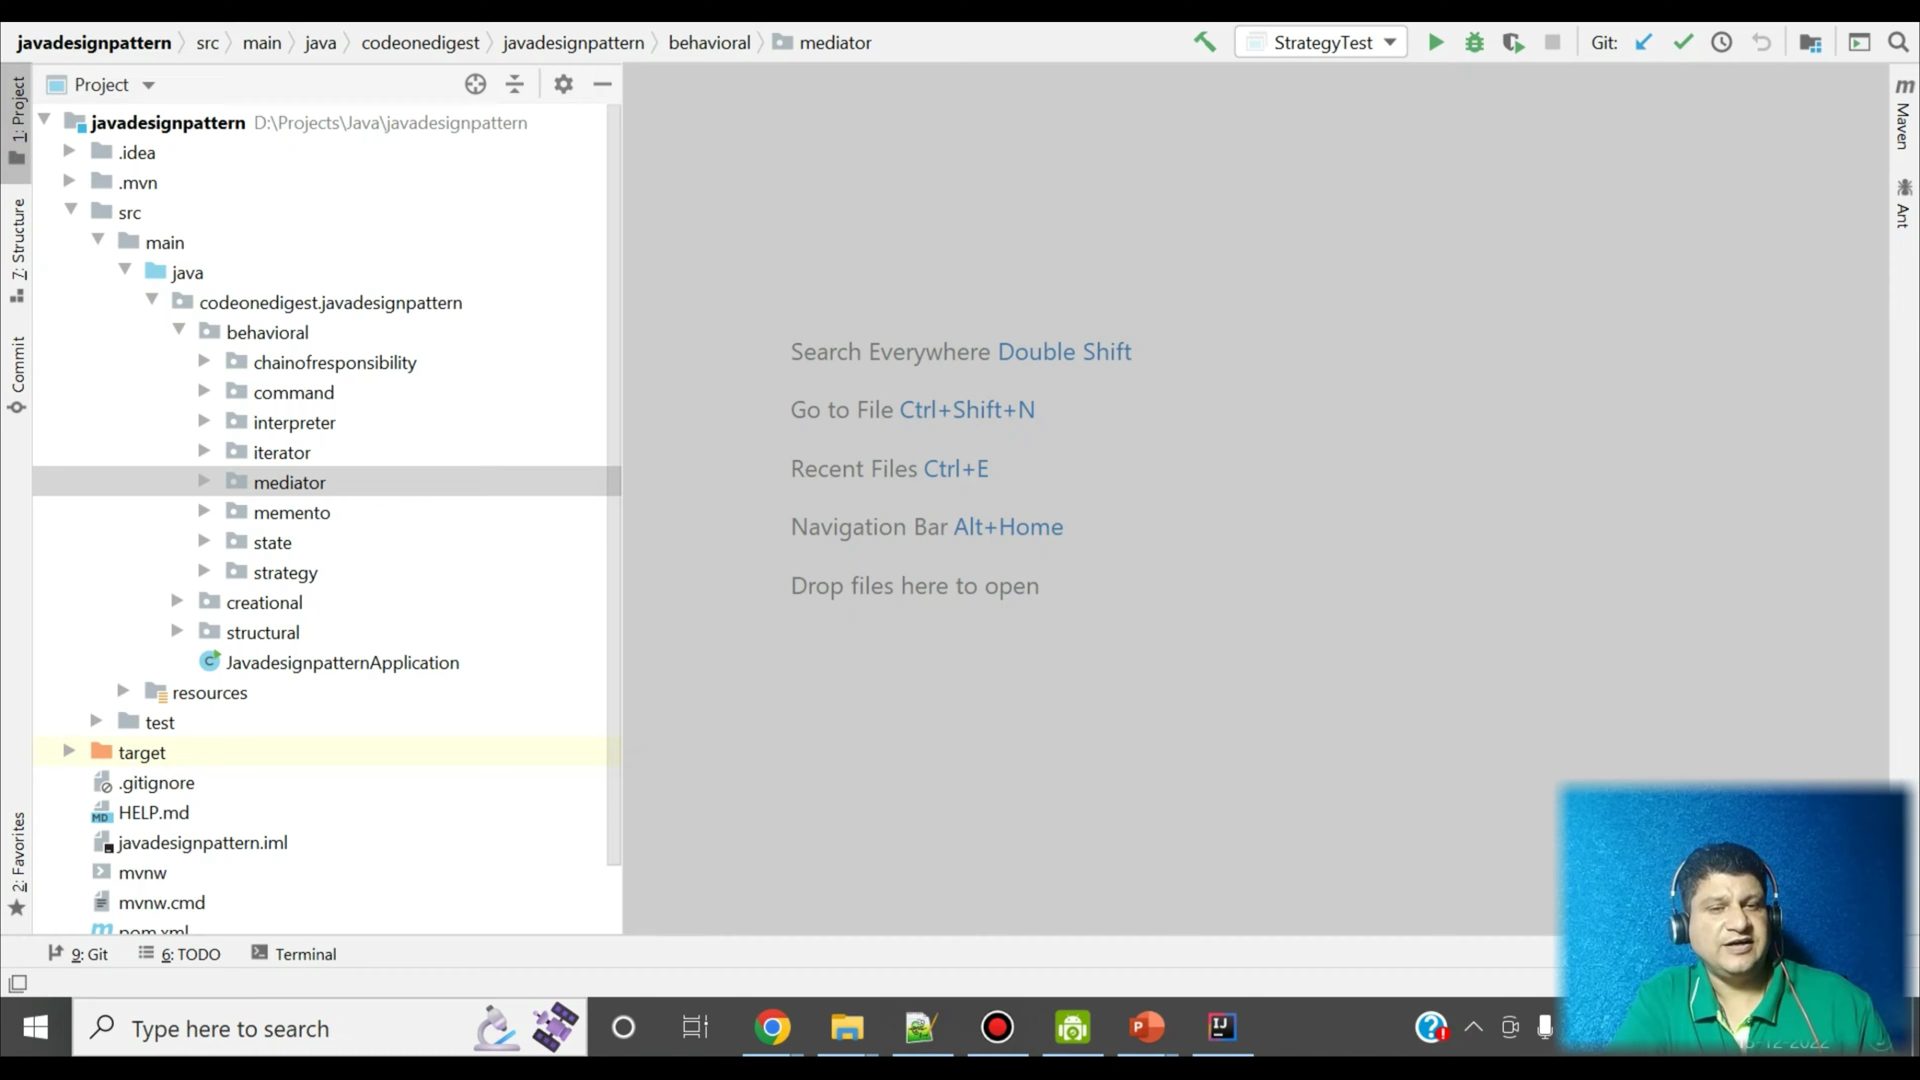 javadesignpattern src main java codeonedigest javadesignpattern behavioral mediator
StrategyTest
Git:
Project
1: Project
7: Structure
Commit
2: Favorites
Maven
Ant
javadesignpattern D:\Projects\Java\javadesignpattern
.idea
.mvn
src
main
java
codeonedigest.javadesignpattern
behavioral
chainofresponsibility
command
interpreter
iterator
mediator
memento
state
strategy
creational
structural
JavadesignpatternApplication
resources
test
target
.gitignore
HELP.md
javadesignpattern.iml
mvnw
mvnw.cmd
pom.xml
Search Everywhere Double Shift
Go to File Ctrl+Shift+N
Recent Files Ctrl+E
Navigation Bar Alt+Home
Drop files here to open
9: Git
6: TODO
Terminal
Type here to search